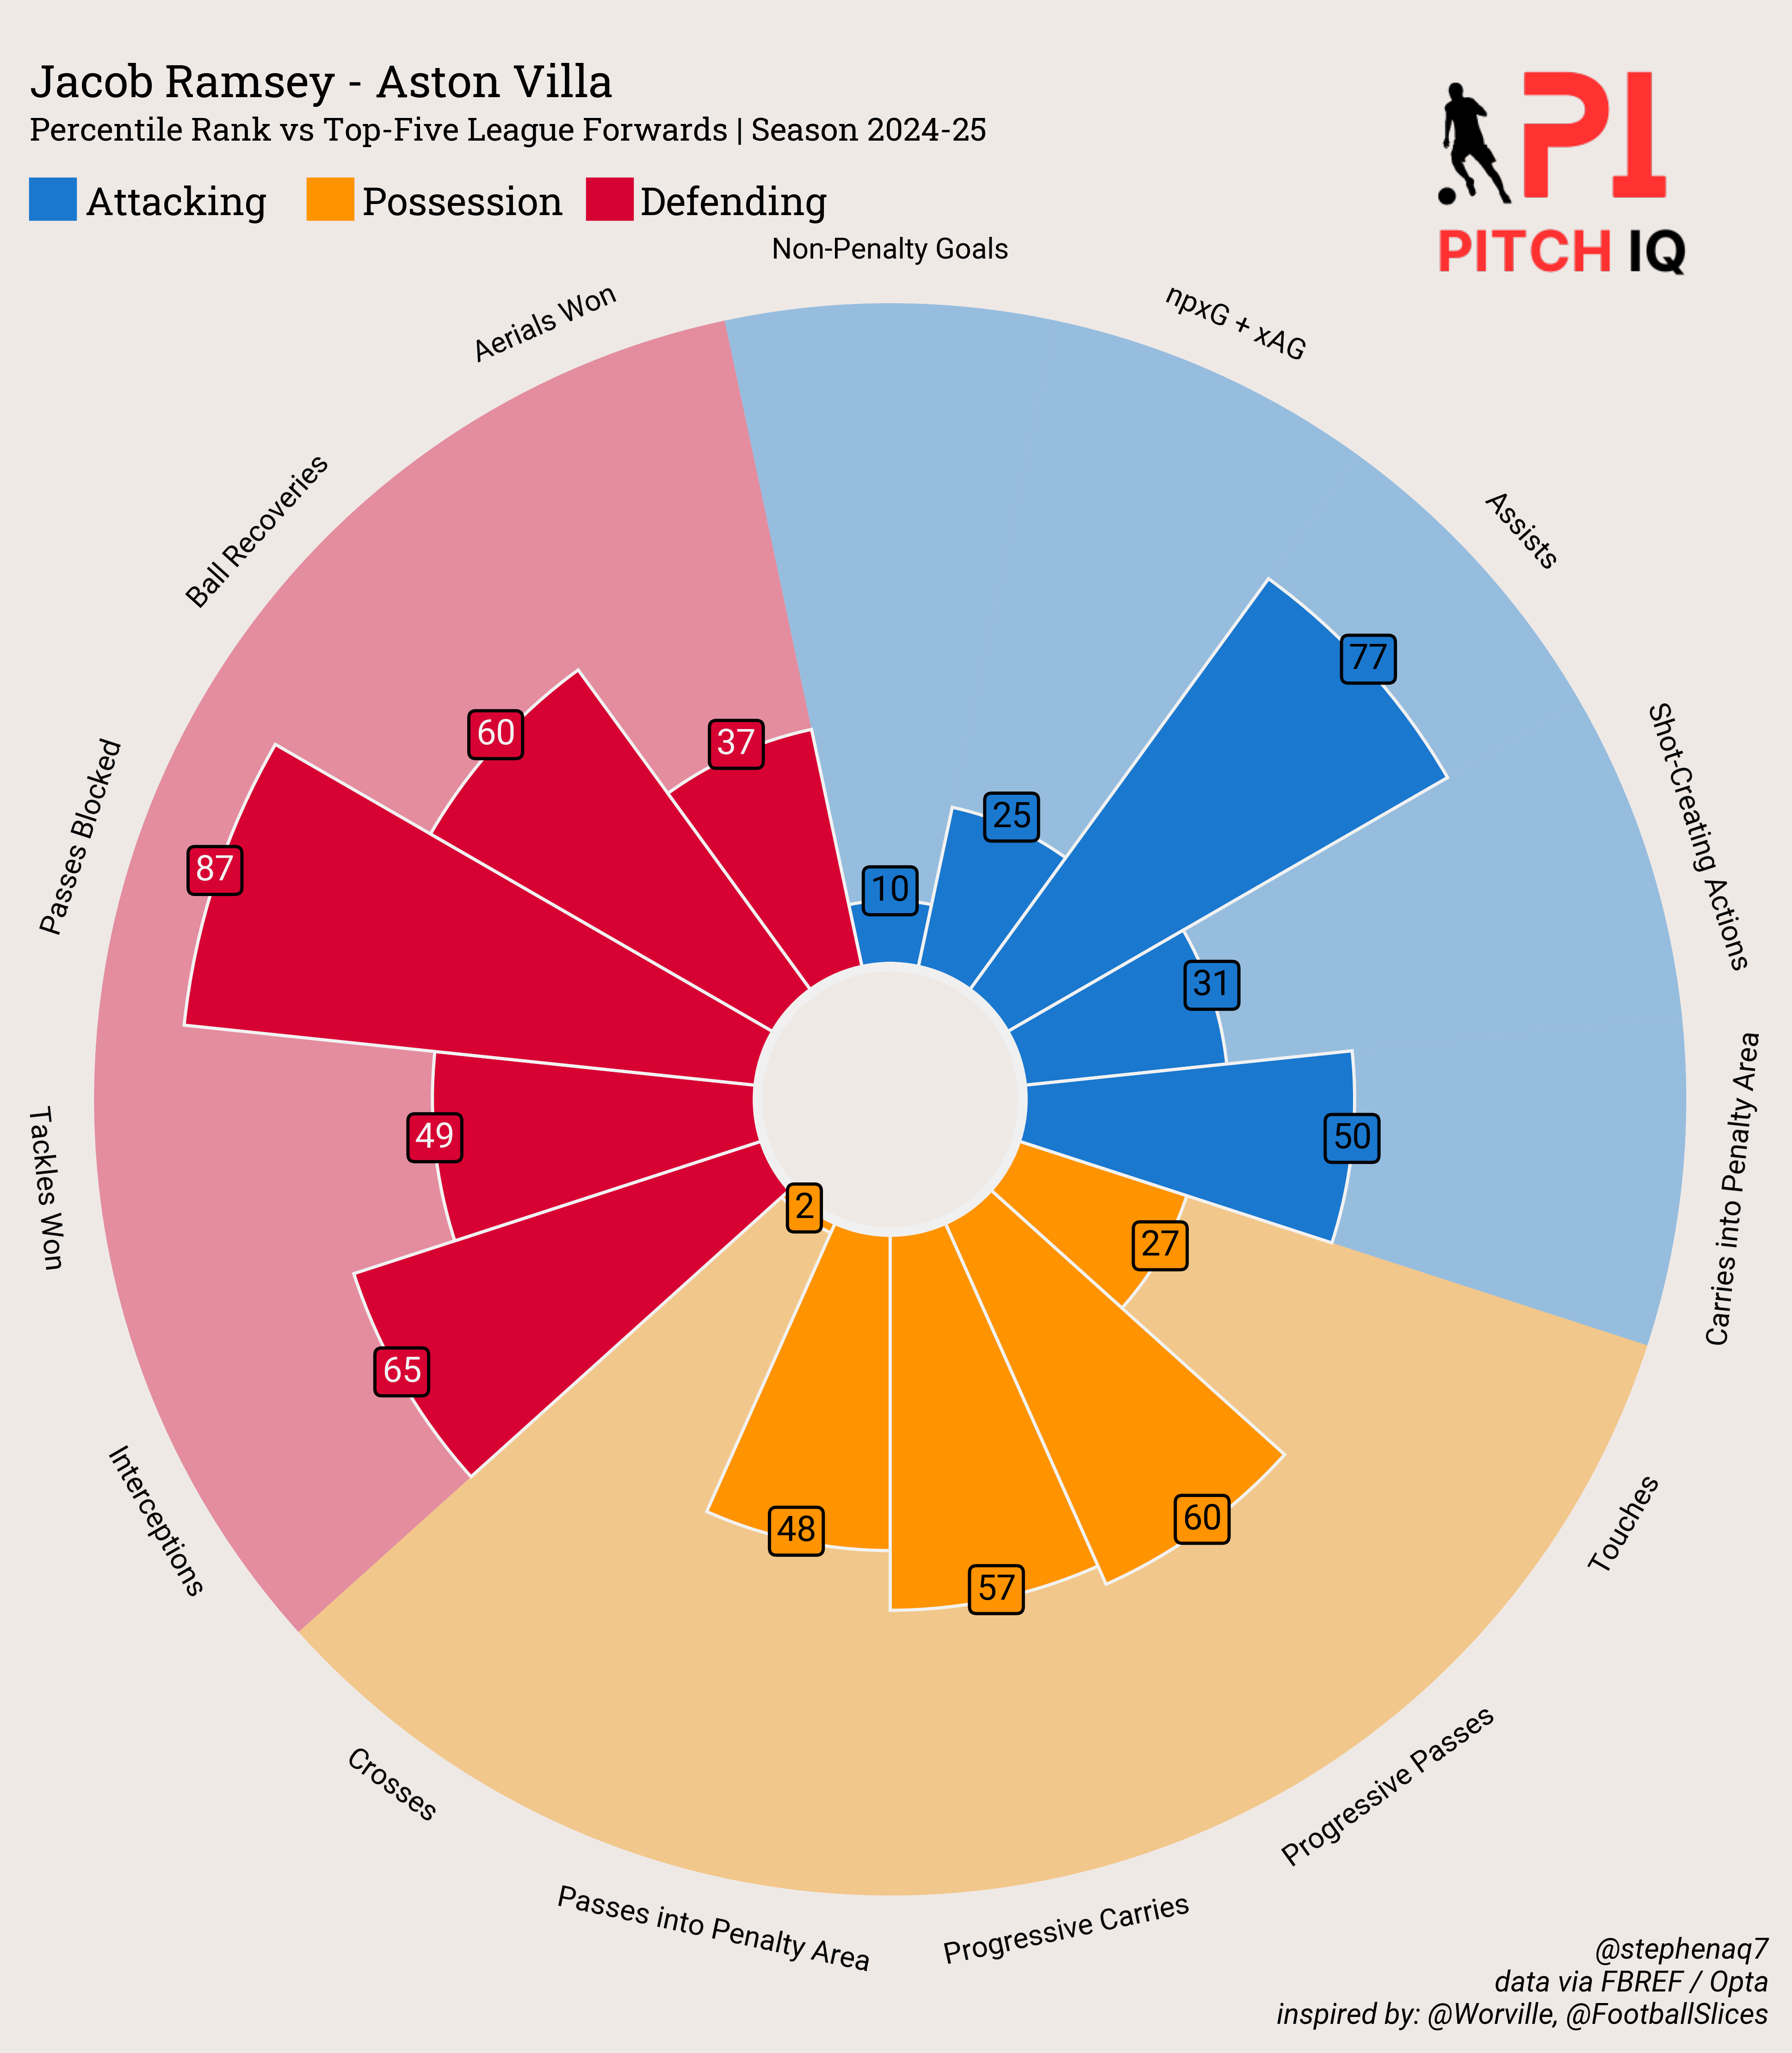 Jacob Ramsey - Aston Villa
Percentile Rank vs Top-Five League Forwards | Season 2024-25
Attacking
Possession
Defending
PI
PITCH IQ
Non-Penalty Goals
npxG + xAG
Assists
Shot-Creating Actions
Carries into Penalty Area
Touches
Progressive Passes
Progressive Carries
Passes into Penalty Area
Crosses
Interceptions
Tackles Won
Passes Blocked
Ball Recoveries
Aerials Won
10
25
77
31
50
27
60
57
48
2
65
49
87
60
37
@stephenaq7
data via FBREF / Opta
inspired by: @Worville, @FootballSlices